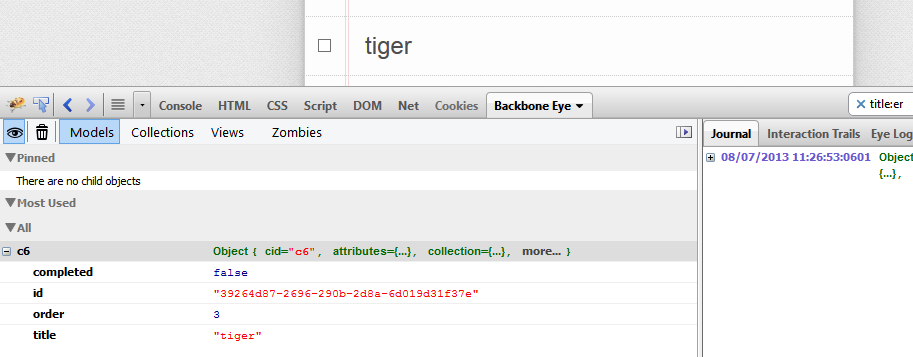 tiger
Console HTML CSS Script DOM Net Cookies Backbone Eye title:er
Models Collections Views Zombies
Journal Interaction Trails Eye Log
Pinned
08/07/2013 11:26:53:0601 Object
{...},
There are no child objects
Most Used
All
c6 Object { cid="c6", attributes={...}, collection={...}, more... }
completed false
id "39264d87-2696-290b-2d8a-6d019d31f37e"
order 3
title "tiger"